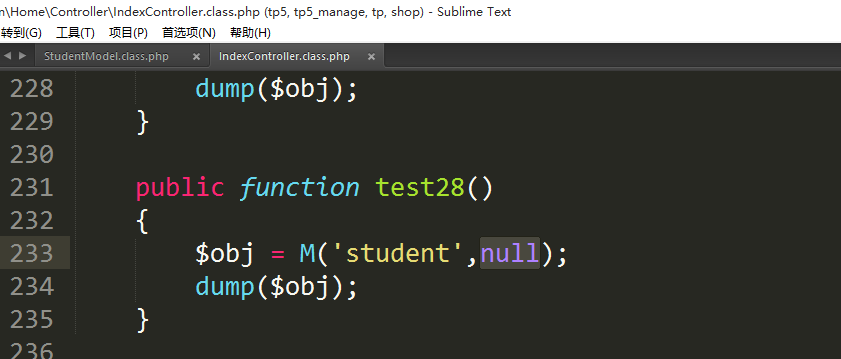 n\Home\Controller\IndexController.class.php (tp5, tp5_manage, tp, shop) - Sublime Text
转到(G) 工具(T) 项目(P) 首选项(N) 帮助(H)
StudentModel.class.php × IndexController.class.php ×
228 dump($obj);
229 }
230
231 public function test28()
232 {
233 $obj = M('student',null);
234 dump($obj);
235 }
236